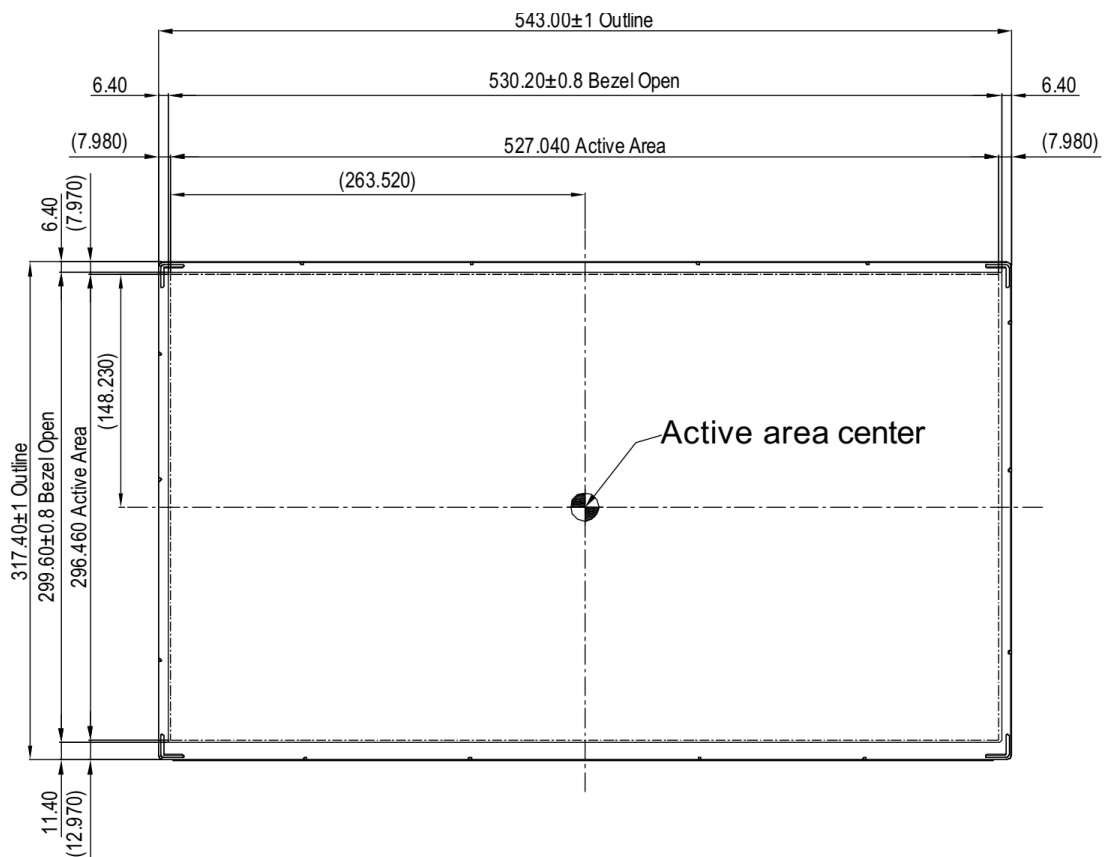 543.00±1 Outline
6.40
530.20±0.8 Bezel Open
6.40
(7.980)
527.040 Active Area
(7.980)
(263.520)
6.40
(7.970)
(148.230)
317.40±1 Outline
299.60±0.8 Bezel Open
296.460 Active Area
Active area center
11.40
(12.970)